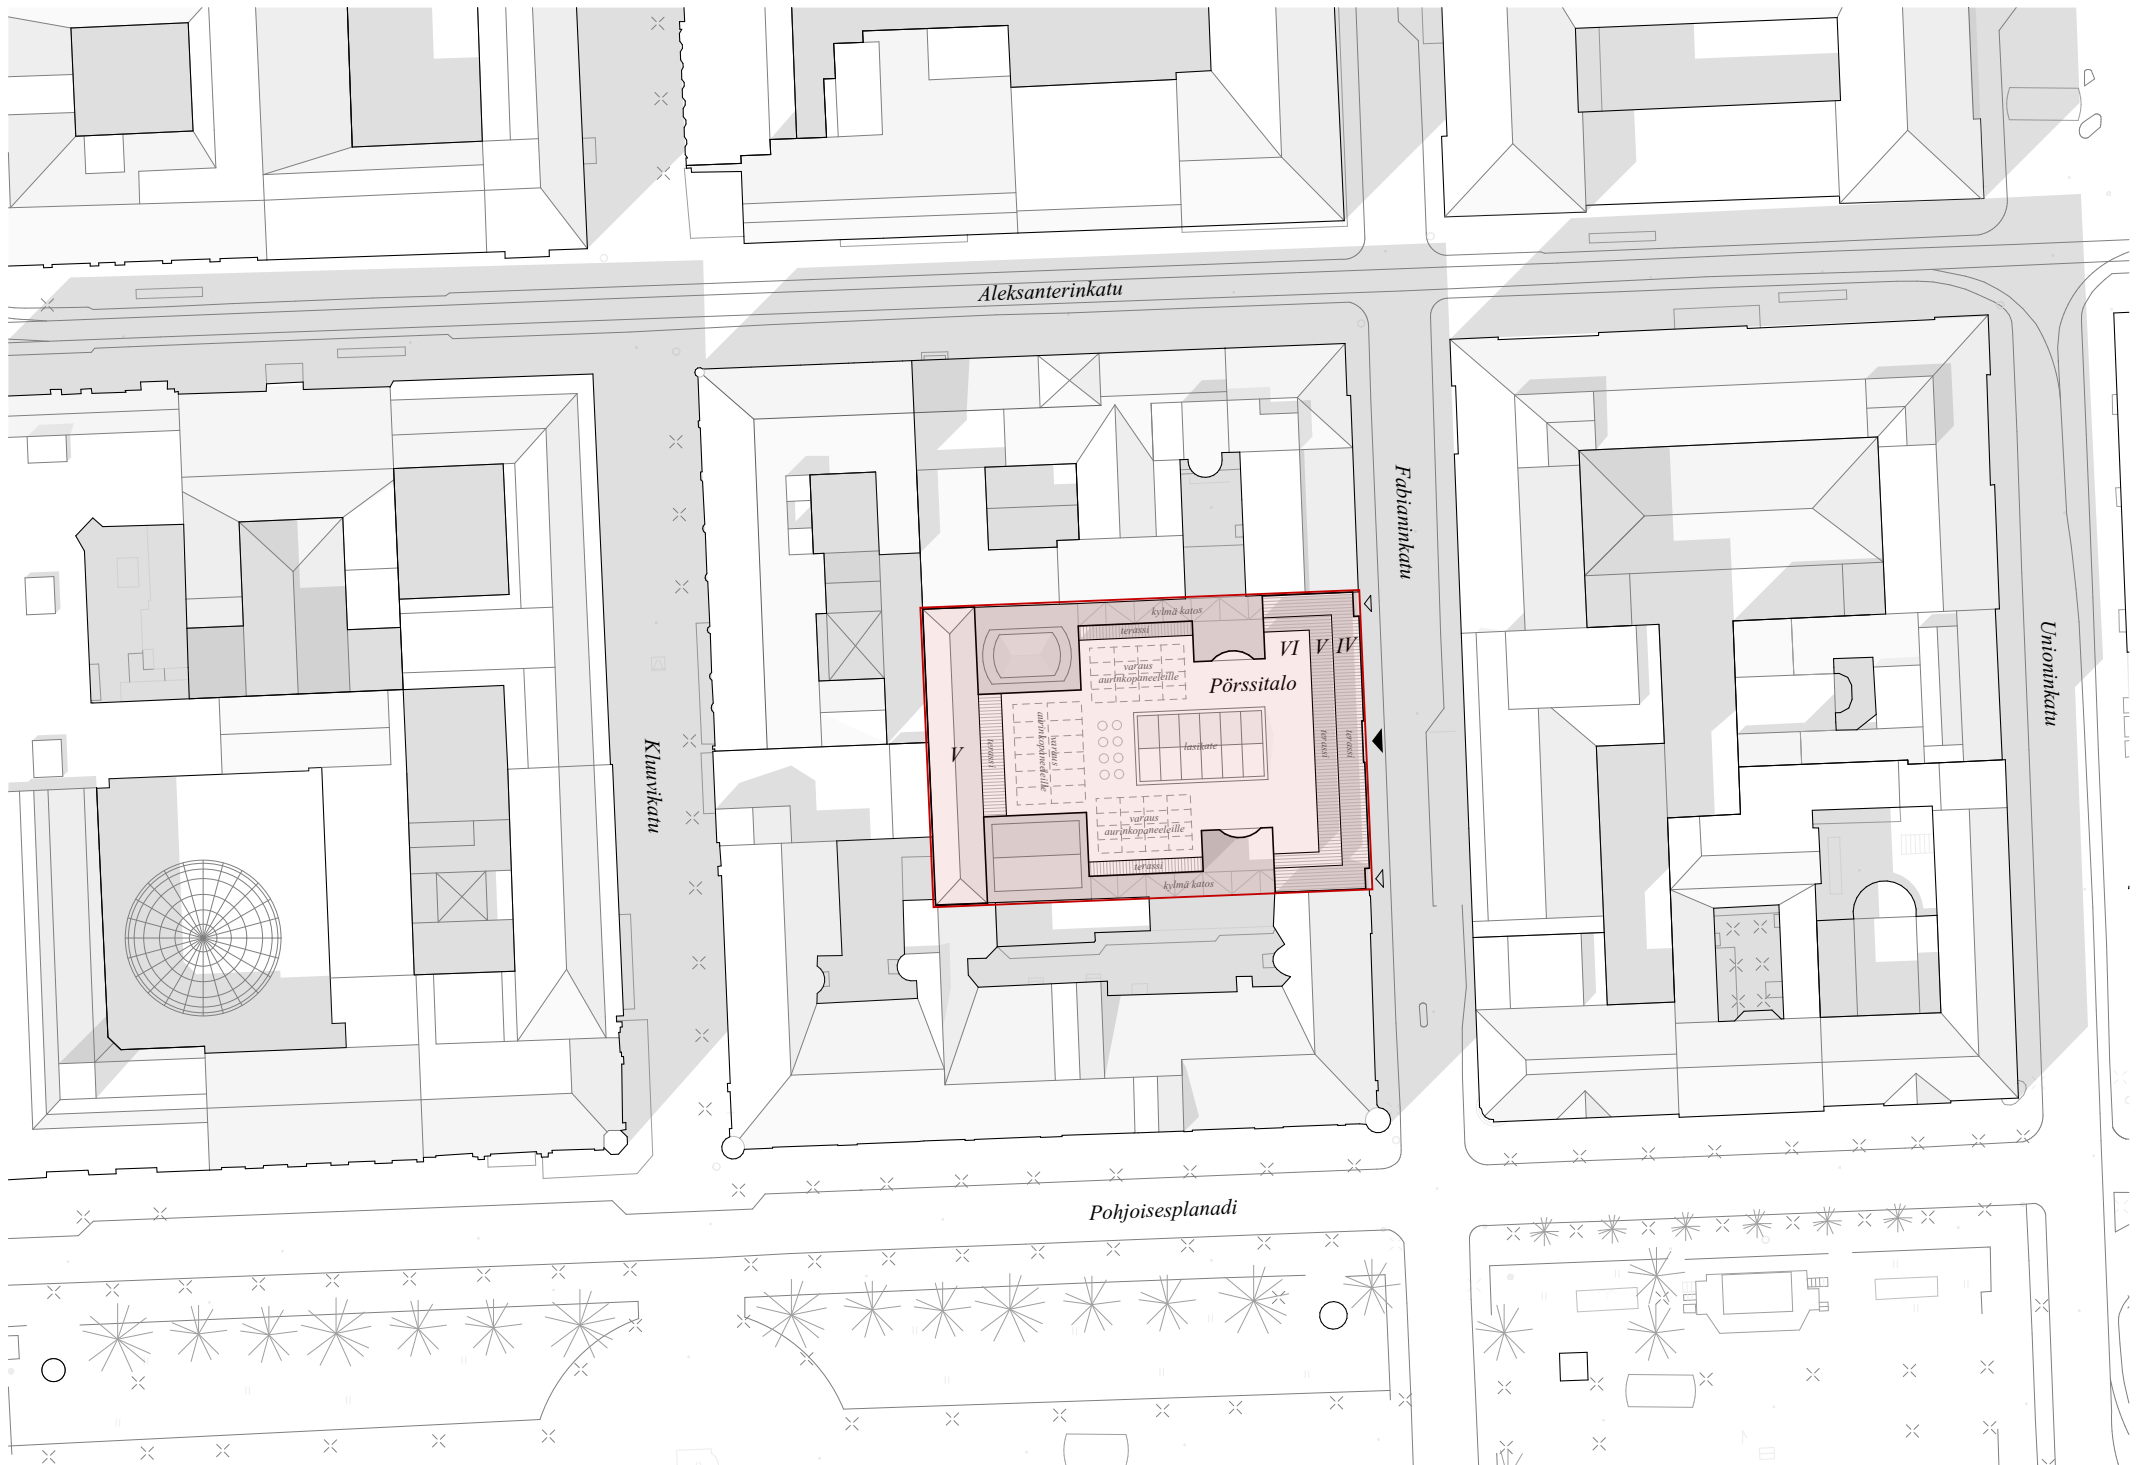 Aleksanterinkatu
Fabianinkatu
kylmä katos
terassi
VI V IV
Unioninkatu
varaus
aurinkopaneeleille
Pörssitalo
Kluuvikatu
V
terassi
varaus
aurinkopaneeleille
lasikate
terassi
terassi
varaus
aurinkopaneeleille
terassi
kylmä katos
Pohjoisesplanadi